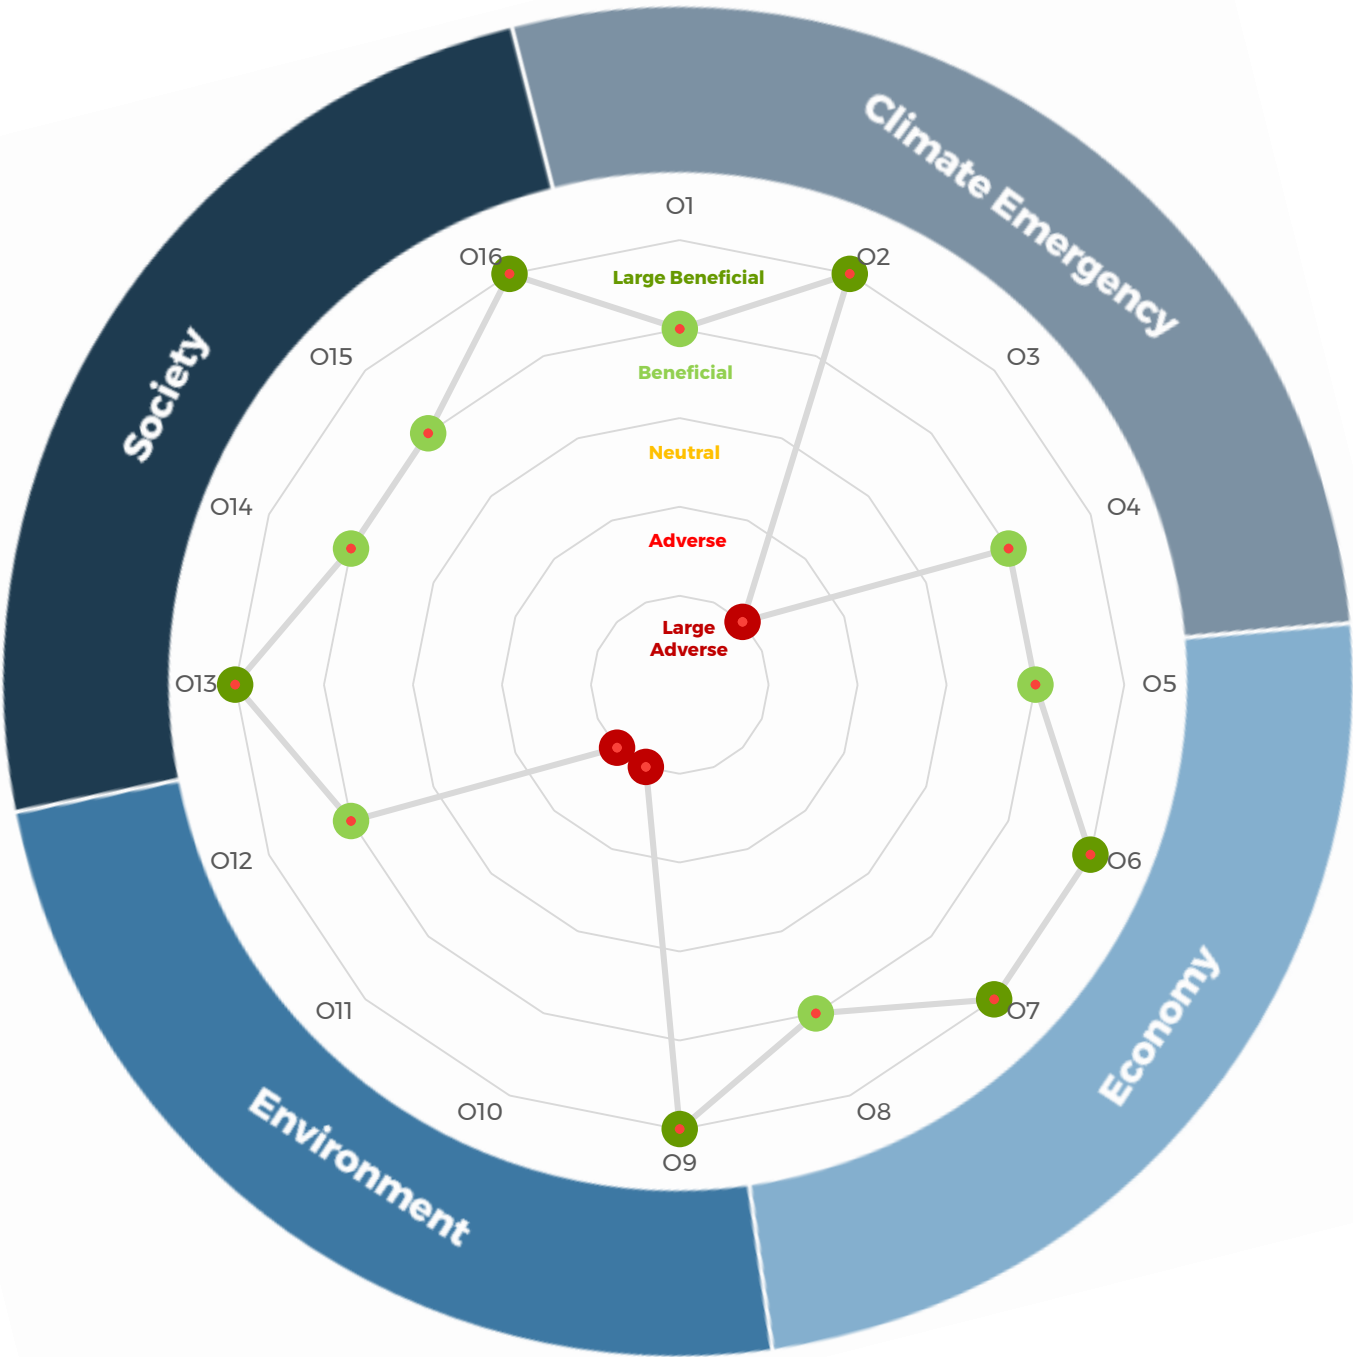 Climate Emergency
Society
Economy
Environment
O1
O2
O3
O4
O5
O6
O7
O8
O9
O10
O11
O12
O13
O14
O15
O16
Large Beneficial
Beneficial
Neutral
Adverse
Large
Adverse